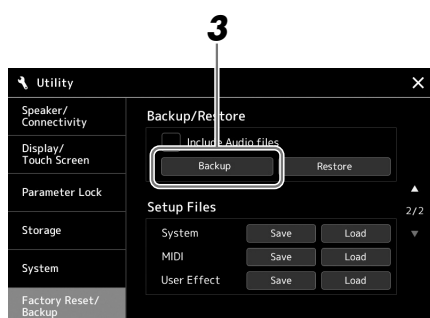 3
Utility
Speaker/
Connectivity
Display/
Touch Screen
Parameter Lock
Storage
System
Factory Reset/
Backup
Backup/Restore
Include Audio files
Backup Restore
Setup Files
System Save Load
MIDI Save Load
User Effect Save Load
2/2